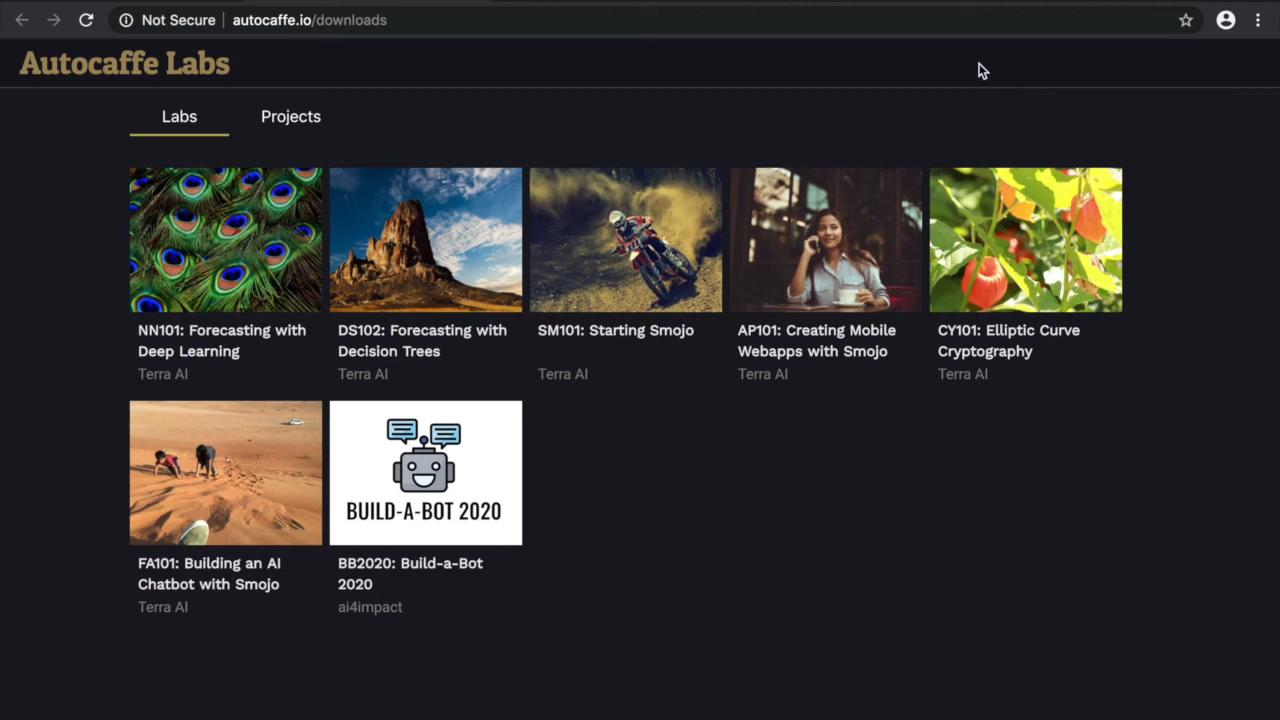 Not Secure | autocaffe.io/downloads
Autocaffe Labs
Labs Projects
NN101: Forecasting with
Deep Learning
Terra AI
DS102: Forecasting with
Decision Trees
Terra AI
SM101: Starting Smojo
Terra AI
AP101: Creating Mobile
Webapps with Smojo
Terra AI
CY101: Elliptic Curve
Cryptography
Terra AI
FA101: Building an AI
Chatbot with Smojo
Terra AI
BUILD-A-BOT 2020
BB2020: Build-a-Bot
2020
ai4impact